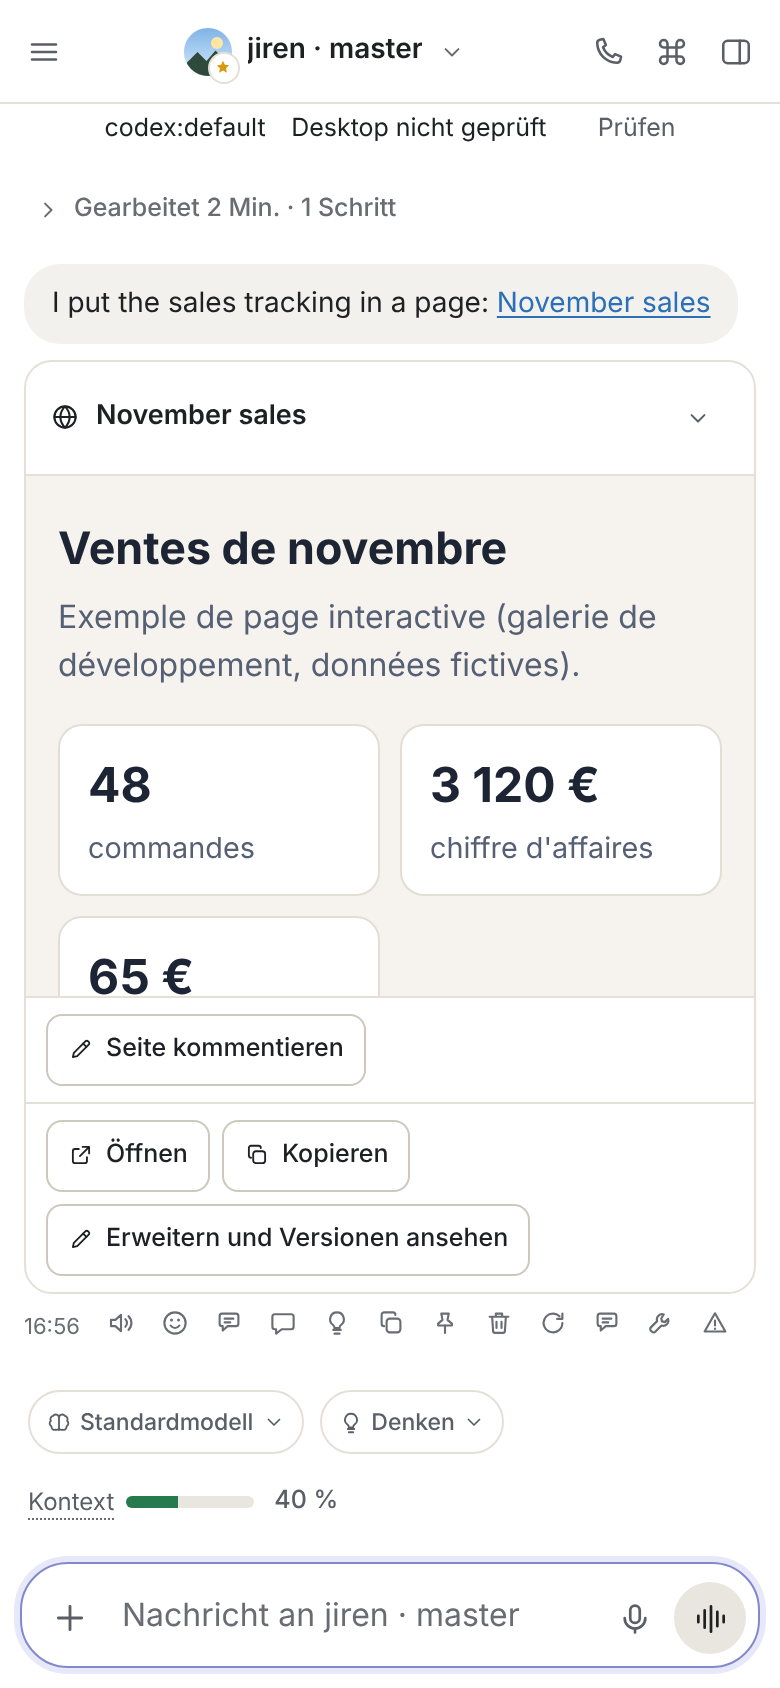 jiren · master
codex:default Desktop nicht geprüft Prüfen
Gearbeitet 2 Min. · 1 Schritt
I put the sales tracking in a page: November sales
November sales
Ventes de novembre
Exemple de page interactive (galerie de
développement, données fictives).
48
commandes
3 120 €
chiffre d'affaires
65 €
Seite kommentieren
Öffnen
Kopieren
Erweitern und Versionen ansehen
16:56
Standardmodell
Denken
Kontext 40 %
Nachricht an jiren · master